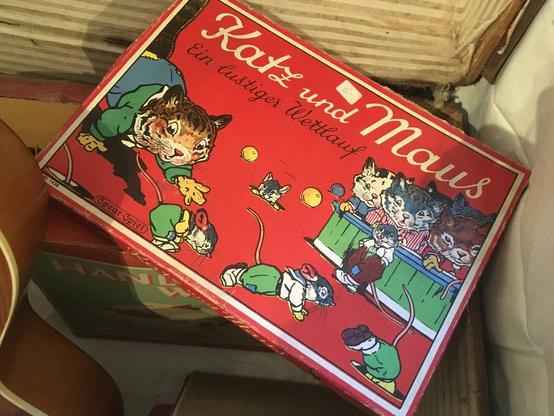 Katz und Maus
Ein lustiger Wettlauf
Spear Spiel